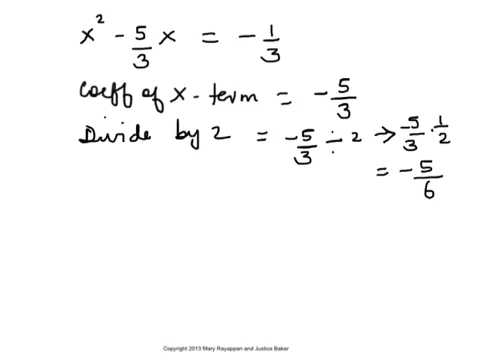 x² - 5/3 x = - 1/3
Coeff of x-term = - 5/3
Divide by 2 = -5/3 ÷ 2 → -5/3 · 1/2
= - 5/6
Copyright 2013 Mary Rayappan and Justice Baker